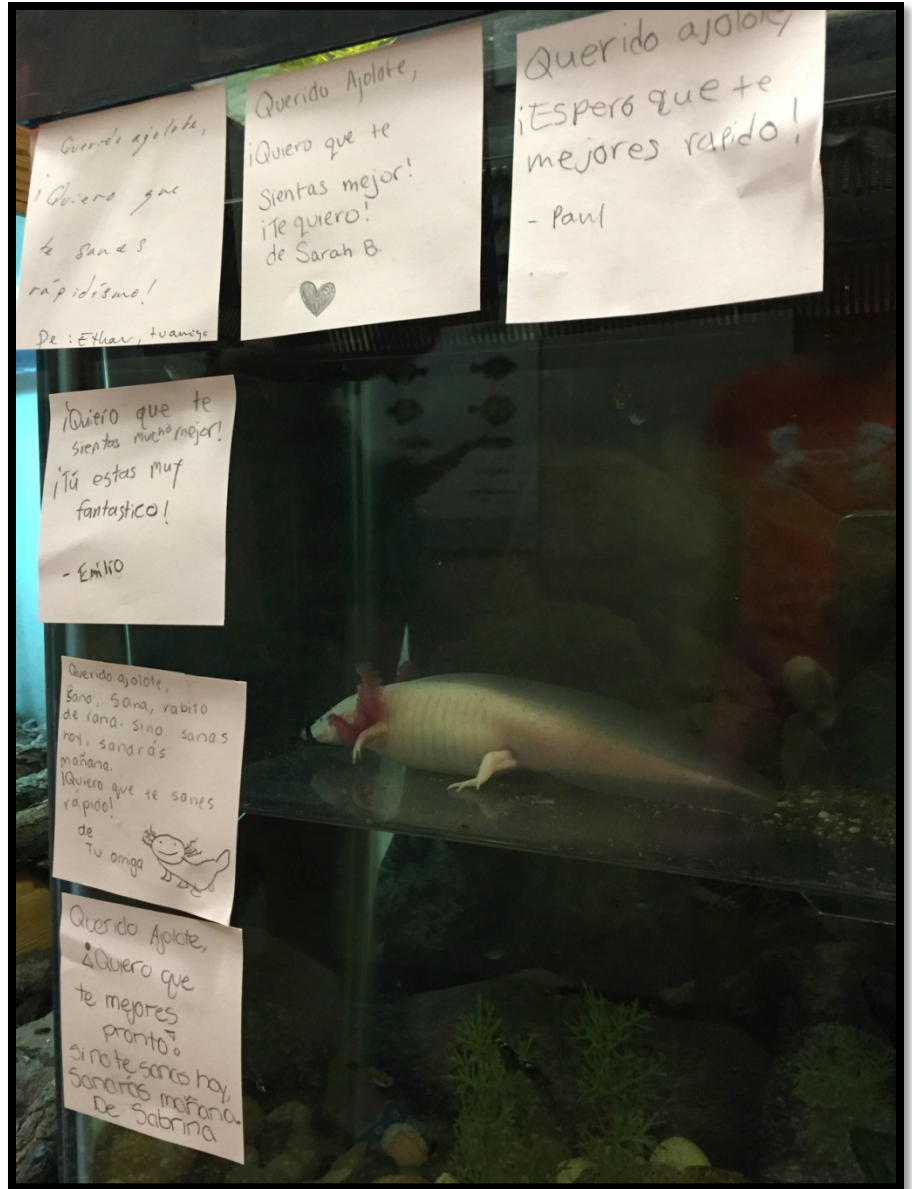 Querido ajolote,
¡Quiero que
te sanes
rápidismo!
De: Ethan, tu amigo
Querido Ajolote,
¡Quiero que te
Sientas mejor!
¡Te quiero!
de Sarah B.
Querido ajolote,
¡Espero que te
mejores rapido!
- Paul
¡Quiero que te
sientas mucho mejor!
¡Tú estas muy
fantastico!
- Emilio
Querido ajolote,
Sana, Sana, rabito
de rana. sino sanas
hoy, sanarás
mañana.
¡Quiero que te sanes
rápido!
de
Tu amiga
Querido Ajolote,
¡Quiero que
te mejores
pronto!
Si no te sanas hoy,
Sanarás mañana.
De Sabrina